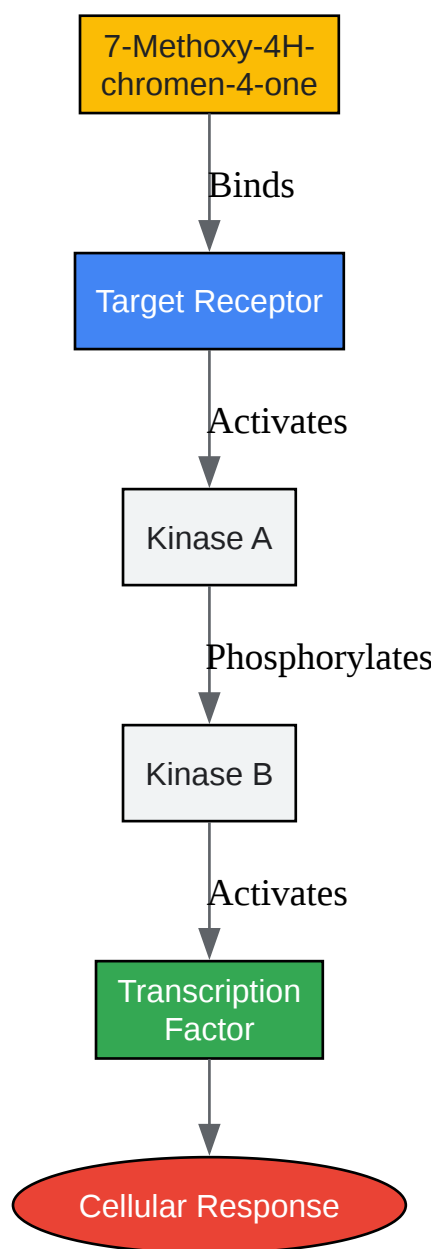 7-Methoxy-4H-
chromen-4-one
Binds
Target Receptor
Activates
Kinase A
Phosphorylates
Kinase B
Activates
Transcription
Factor
Cellular Response